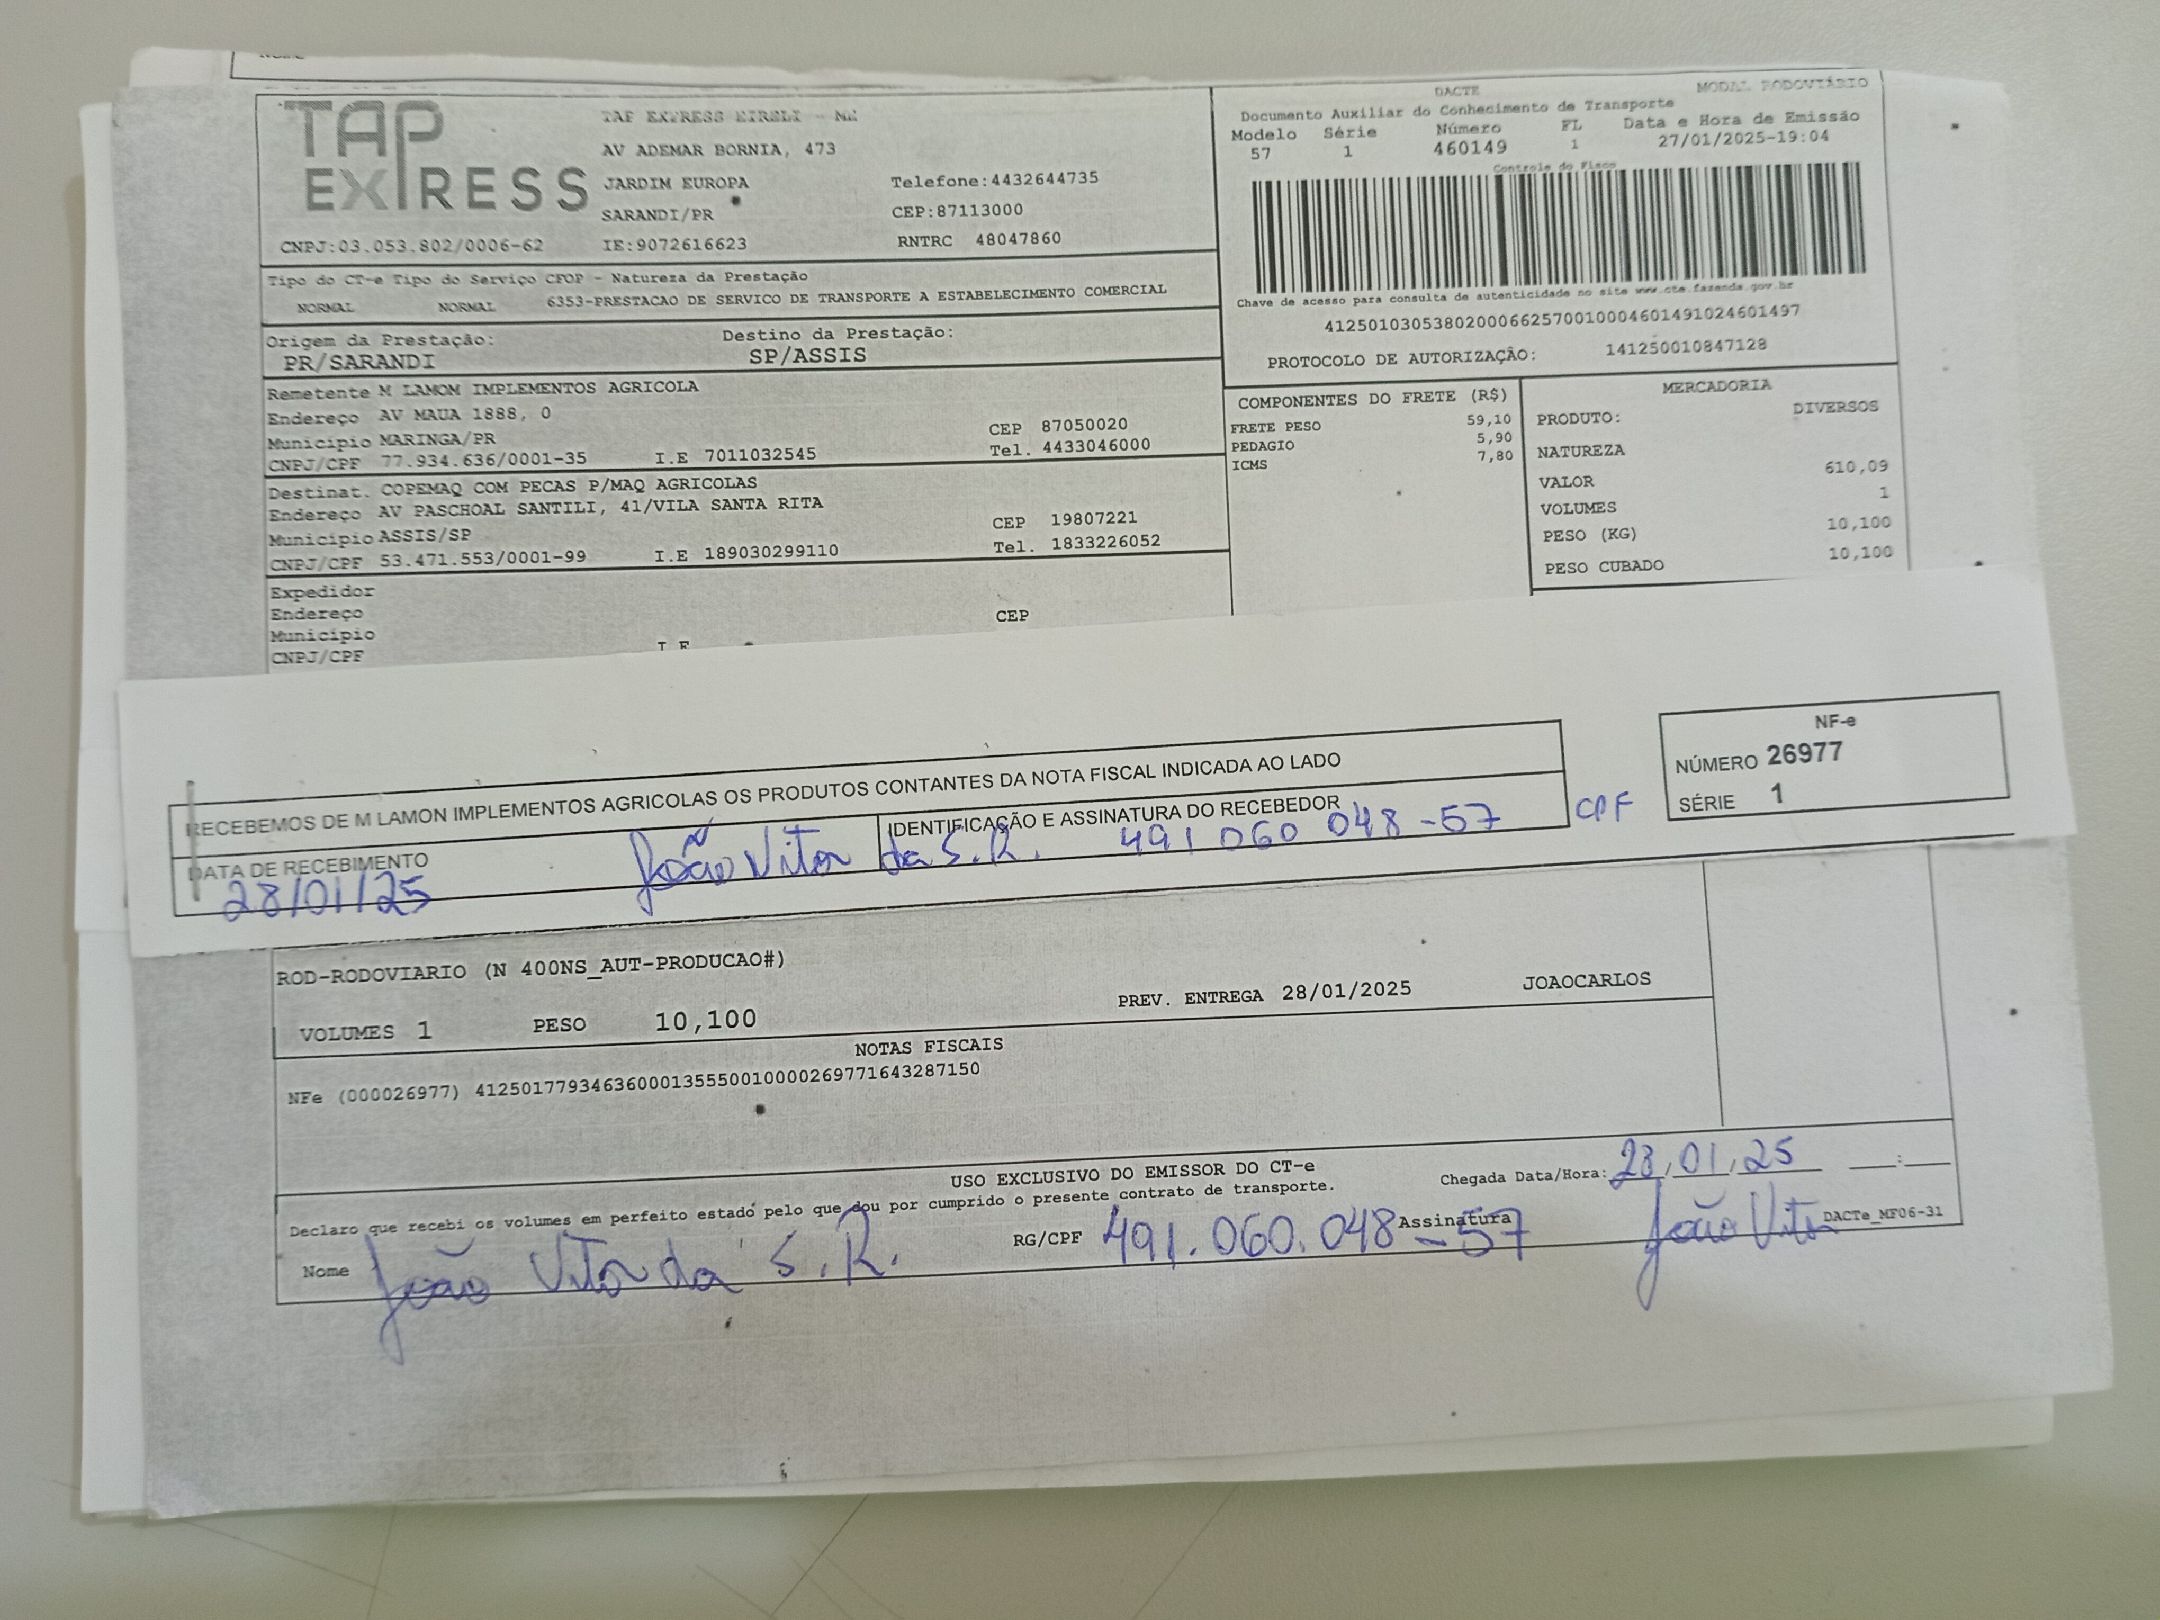 TAP EXPRESS
TAP EXPRESS EIRELI - ME
AV ADEMAR BORNIA, 473
JARDIM EUROPA Telefone:4432644735
SARANDI/PR CEP:87113000
CNPJ:03.053.802/0006-62 IE:9072616623 RNTRC 48047860
DACTE MODAL RODOVIÁRIO
Documento Auxiliar do Conhecimento de Transporte
Modelo Série Número FL Data e Hora de Emissão
57 1 460149 1 27/01/2025-19:04
Controle do Fisco
Chave de acesso para consulta de autenticidade no site www.cte.fazenda.gov.br
41250103053802000662570010004601491024601497
PROTOCOLO DE AUTORIZAÇÃO: 141250010847128
Tipo do CT-e Tipo do Serviço CFOP - Natureza da Prestação
NORMAL NORMAL 6353-PRESTACAO DE SERVICO DE TRANSPORTE A ESTABELECIMENTO COMERCIAL
Origem da Prestação: Destino da Prestação:
PR/SARANDI SP/ASSIS
Remetente M LAMOM IMPLEMENTOS AGRICOLA
Endereço AV MAUA 1888, 0
Município MARINGA/PR CEP 87050020
CNPJ/CPF 77.934.636/0001-35 I.E 7011032545 Tel. 4433046000
Destinat. COPEMAQ COM PECAS P/MAQ AGRICOLAS
Endereço AV PASCHOAL SANTILI, 41/VILA SANTA RITA
Município ASSIS/SP CEP 19807221
CNPJ/CPF 53.471.553/0001-99 I.E 189030299110 Tel. 1833226052
Expedidor
Endereço
Município CEP
CNPJ/CPF I.E
COMPONENTES DO FRETE (R$)
FRETE PESO 59,10
PEDAGIO 5,90
ICMS 7,80
MERCADORIA
PRODUTO: DIVERSOS
NATUREZA
VALOR 610,09
VOLUMES 1
PESO (KG) 10,100
PESO CUBADO 10,100
RECEBEMOS DE M LAMON IMPLEMENTOS AGRICOLAS OS PRODUTOS CONTANTES DA NOTA FISCAL INDICADA AO LADO
DATA DE RECEBIMENTO IDENTIFICAÇÃO E ASSINATURA DO RECEBEDOR
28/01/25 João Vitor da S.R. 491 060 048-57 CPF
NF-e
NÚMERO 26977
SÉRIE 1
ROD-RODOVIARIO (N 400NS_AUT-PRODUCAO#)
VOLUMES 1 PESO 10,100 PREV. ENTREGA 28/01/2025 JOAOCARLOS
NOTAS FISCAIS
NFe (000026977) 41250177934636000135550010000269771643287150
USO EXCLUSIVO DO EMISSOR DO CT-e
Declaro que recebi os volumes em perfeito estado pelo que dou por cumprido o presente contrato de transporte.
Chegada Data/Hora: 28/01/25 __:__
Nome João Vitor da S.R. RG/CPF 491.060.048-57 Assinatura João Vitor
DACTe_MF06-31